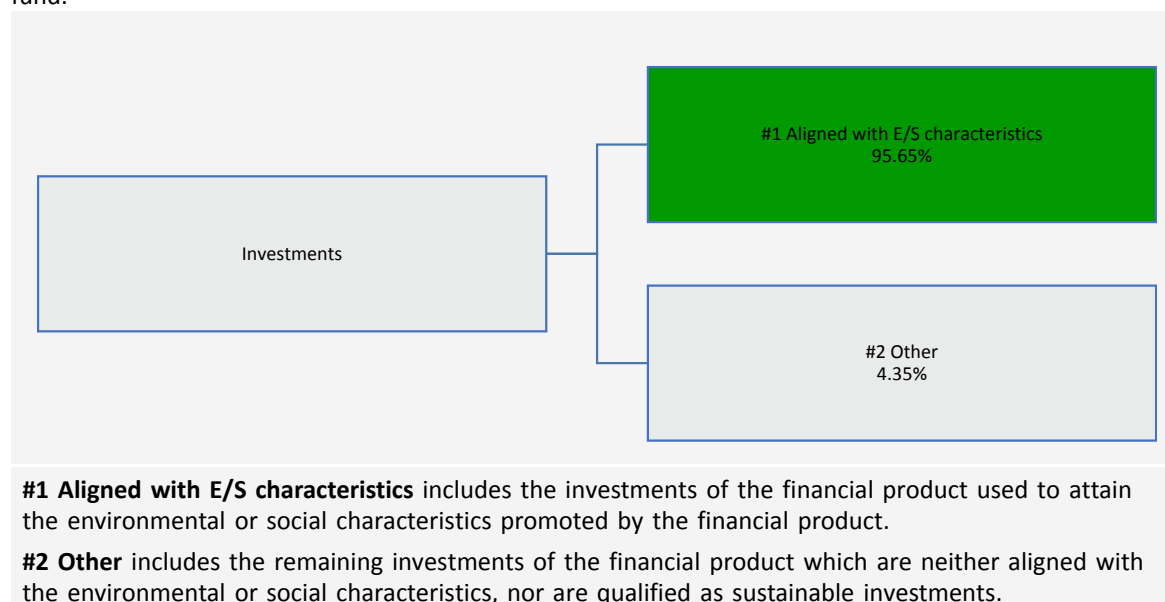 fund.
#1 Aligned with E/S characteristics
95.65%
Investments
#2 Other
4.35%
#1 Aligned with E/S characteristics includes the investments of the financial product used to attain
the environmental or social characteristics promoted by the financial product.
#2 Other includes the remaining investments of the financial product which are neither aligned with
the environmental or social characteristics, nor are qualified as sustainable investments.